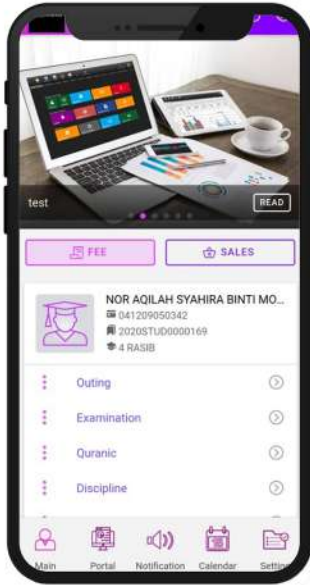 test
READ
FEE
SALES
NOR AQILAH SYAHIRA BINTI MO...
041209050342
2020STUD0000169
4 RASIB
Outing
Examination
Quranic
Discipline
Main
Portal
Notification
Calendar
Setting